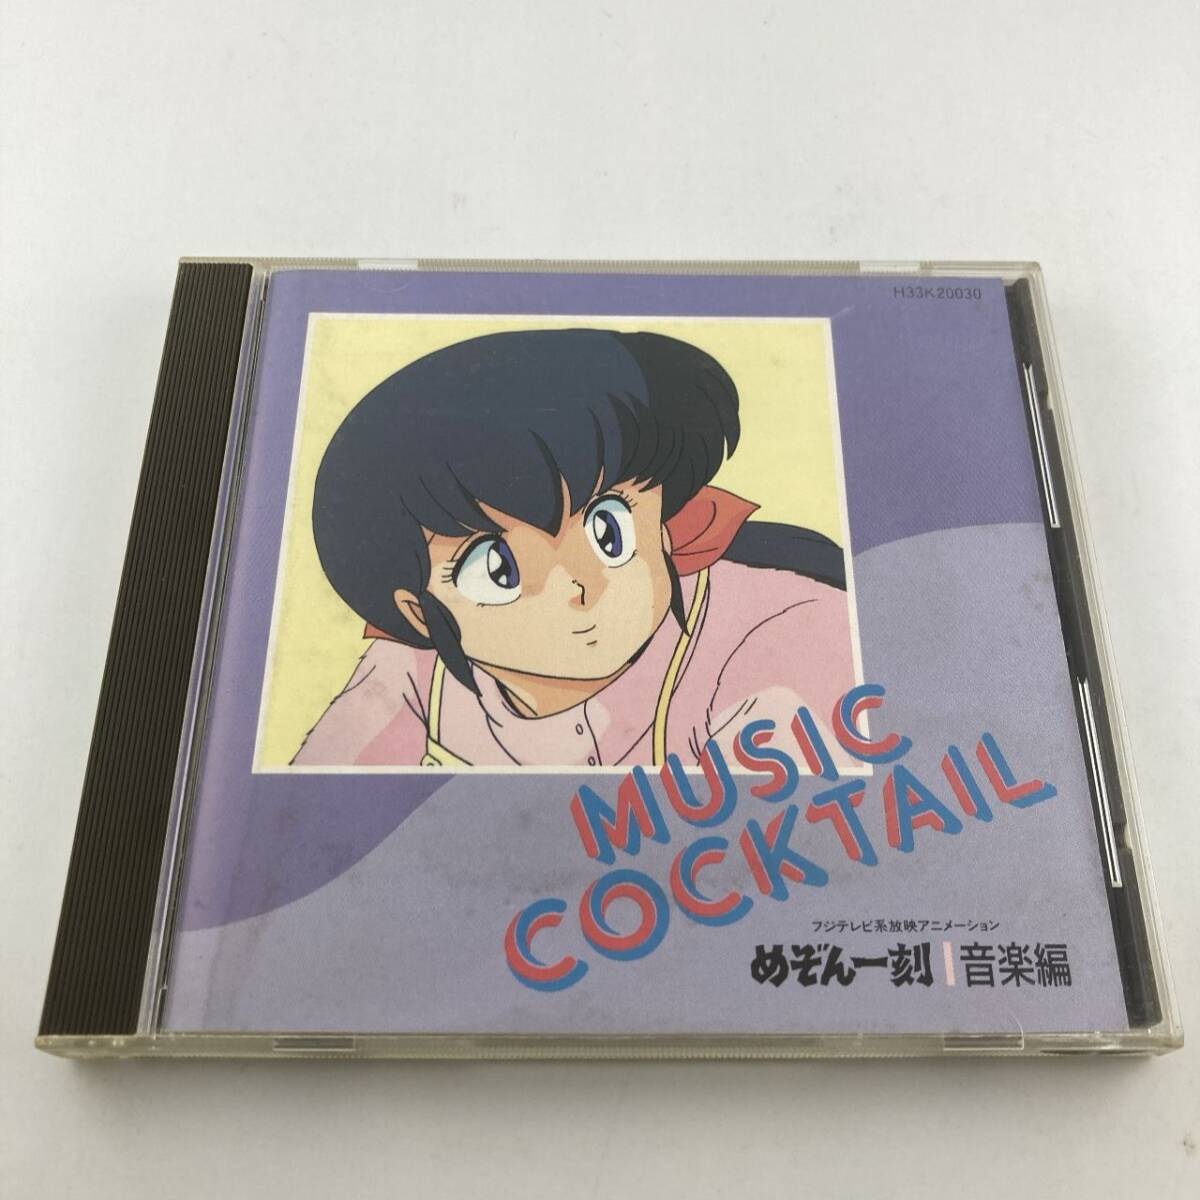 H33K20030
MUSIC
COCKTAIL
フジテレビ系放映アニメーション
めぞん一刻 音楽編